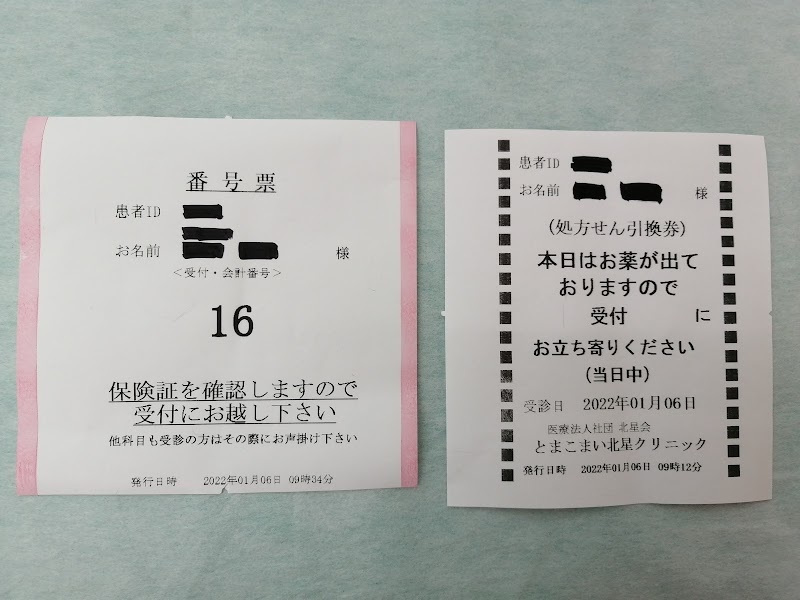 番号票
患者ID
お名前 様
＜受付・会計番号＞
16
保険証を確認しますので
受付にお越し下さい
他科目も受診の方はその際にお声掛け下さい
発行日時 2022年01月06日 09時34分
患者ID
お名前 様
(処方せん引換券)
本日はお薬が出て
おりますので
受付 に
お立ち寄りください
(当日中)
受診日 2022年01月06日
医療法人社団 北星会
とまこまい北星クリニック
発行日時 2022年01月06日 09時12分